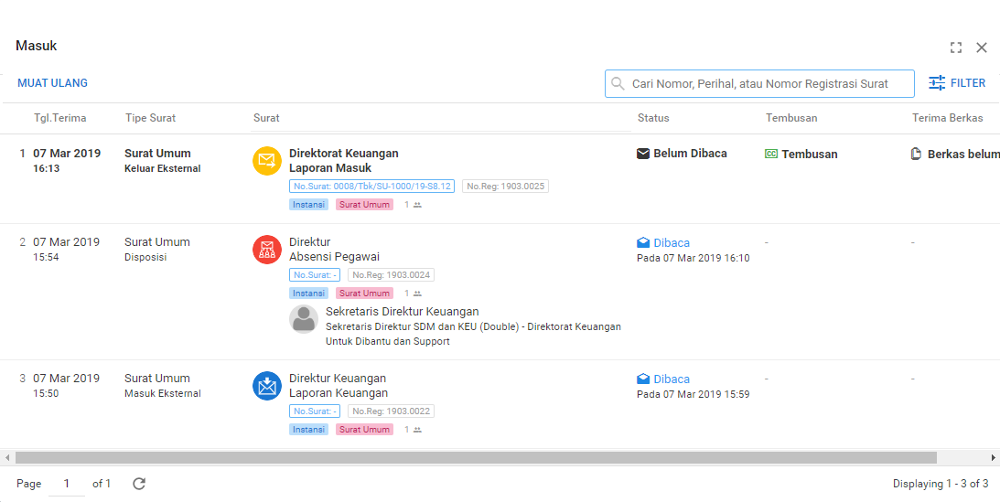 Masuk
MUAT ULANG
Cari Nomor, Perihal, atau Nomor Registrasi Surat
FILTER
Tgl.Terima Tipe Surat Surat Status Tembusan Terima Berkas
1 07 Mar 2019 Surat Umum Direktorat Keuangan Belum Dibaca CC Tembusan Berkas belum
16:13 Keluar Eksternal Laporan Masuk
No.Surat: 0008/Tbk/SU-1000/19-S8.12 No.Reg: 1903.0025
Instansi Surat Umum 1
2 07 Mar 2019 Surat Umum Direktur Dibaca - -
15:54 Disposisi Absensi Pegawai Pada 07 Mar 2019 16:10
No.Surat: - No.Reg: 1903.0024
Instansi Surat Umum 1
Sekretaris Direktur Keuangan
Sekretaris Direktur SDM dan KEU (Double) - Direktorat Keuangan
Untuk Dibantu dan Support
3 07 Mar 2019 Surat Umum Direktur Keuangan Dibaca - -
15:50 Masuk Eksternal Laporan Keuangan Pada 07 Mar 2019 15:59
No.Surat: - No.Reg: 1903.0022
Instansi Surat Umum 1
Page 1 of 1 Displaying 1 - 3 of 3